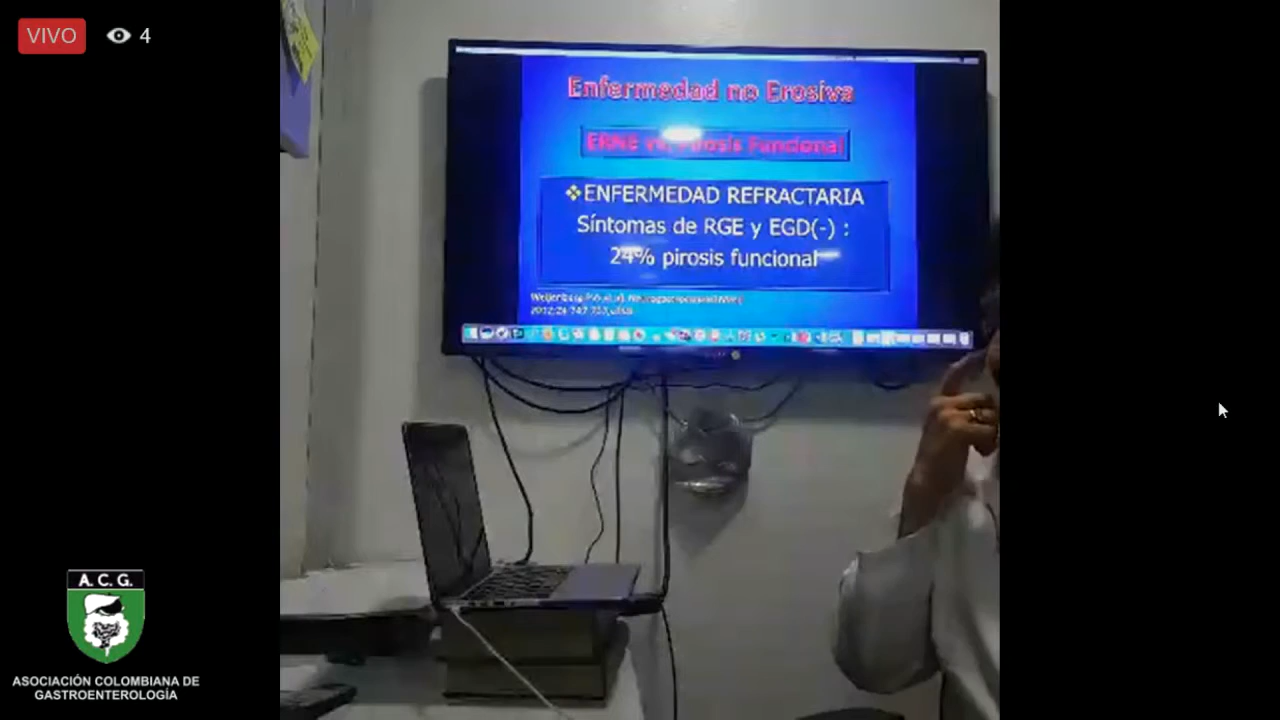 VIVO 4
Enfermedad no Erosiva
ERNE vs Pirosis Funcional
❖ENFERMEDAD REFRACTARIA
Síntomas de RGE y EGD(-) :
24% pirosis funcional
A. C. G.
ASOCIACIÓN COLOMBIANA DE
GASTROENTEROLOGÍA